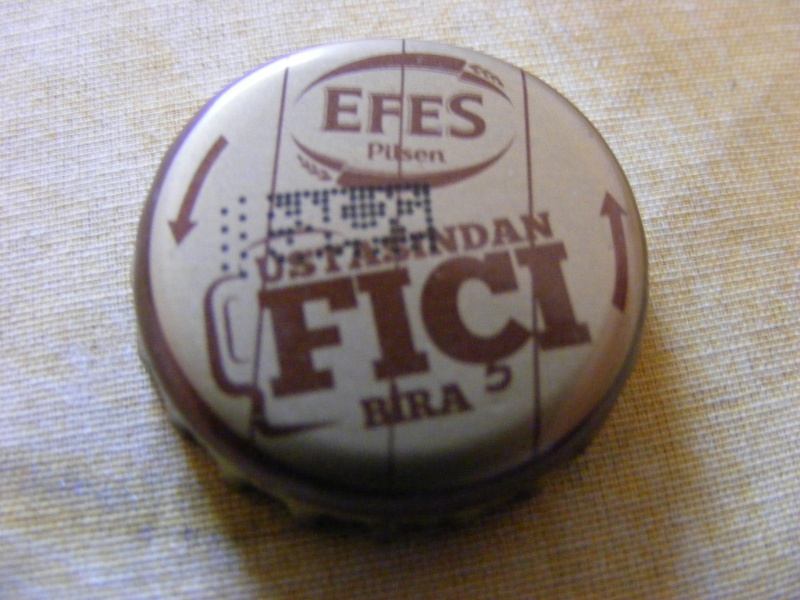 EFES
Pilsen
USTASINDAN
FIÇI
BİRA